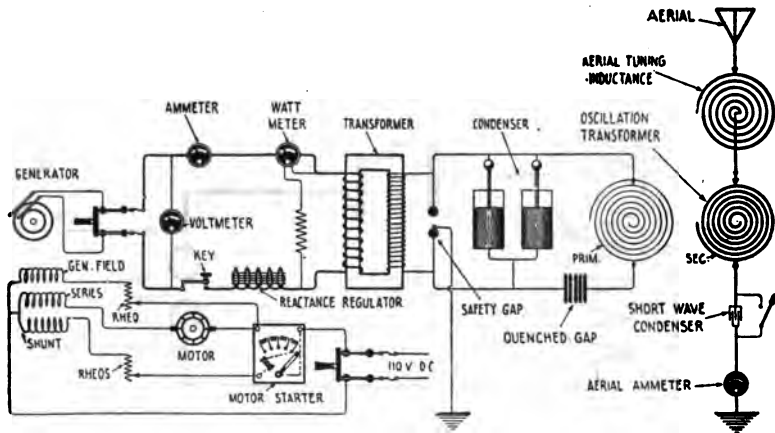 AERIAL
AERIAL TUNING
INDUCTANCE
OSCILLATION
TRANSFORMER
AMMETER
WATT
METER
TRANSFORMER
CONDENSER
GENERATOR
VOLTMETER
KEY
PRIM.
SEC.
GEN. FIELD
SERIES
REACTANCE REGULATOR
SAFETY GAP
RHEO
QUENCHED GAP
SHORT WAVE
CONDENSER
SHUNT
MOTOR
110 V DC
RHEOS
MOTOR STARTER
AERIAL AMMETER